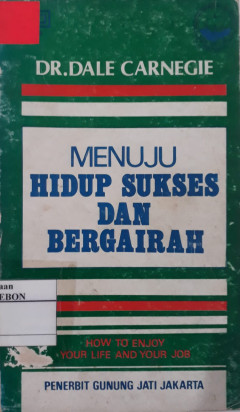 DR.DALE CARNEGIE
MENUJU
HIDUP SUKSES
DAN
BERGAIRAH
aan
EBON
HOW TO ENJOY
YOUR LIFE AND YOUR JOB
PENERBIT GUNUNG JATI JAKARTA